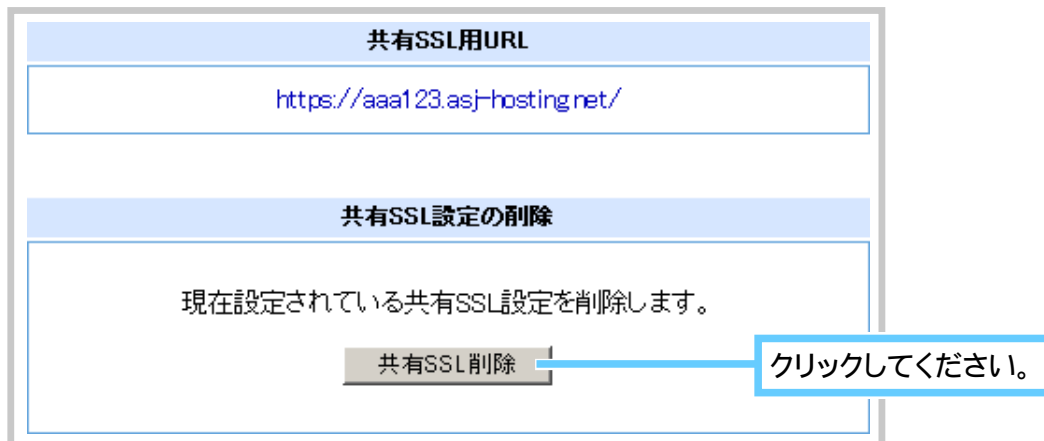 共有SSL用URL
https://aaa123.asj-hosting.net/
共有SSL設定の削除
現在設定されている共有SSL設定を削除します。
共有SSL削除
クリックしてください。